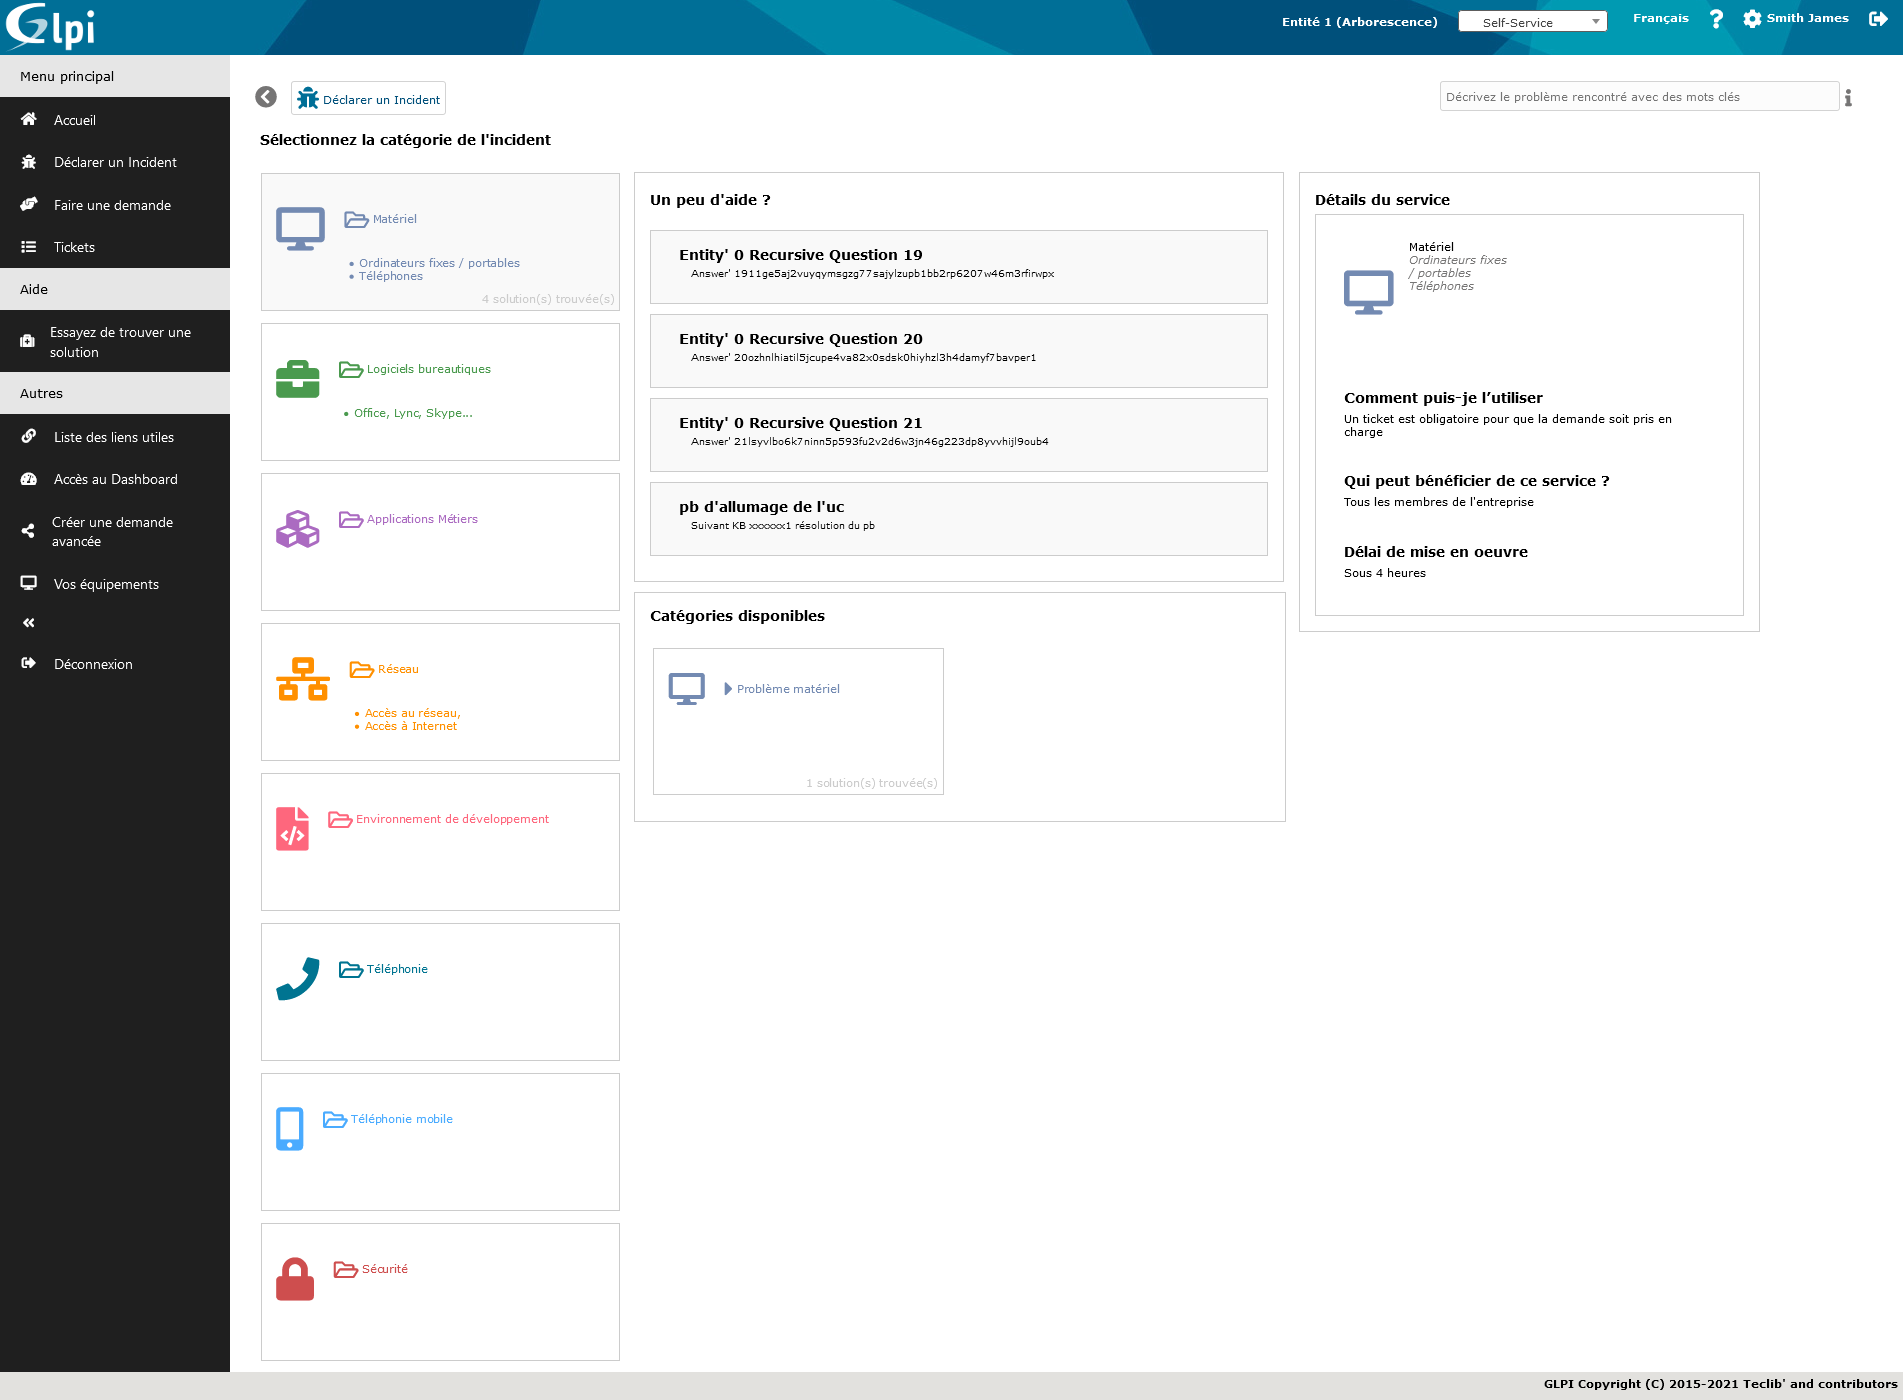 Glpi
Entité 1 (Arborescence)
Self-Service
Français
Smith James
Menu principal
Accueil
Déclarer un Incident
Faire une demande
Tickets
Aide
Essayez de trouver une
solution
Autres
Liste des liens utiles
Accès au Dashboard
Créer une demande
avancée
Vos équipements
Déconnexion
Déclarer un Incident
Décrivez le problème rencontré avec des mots clés
Sélectionnez la catégorie de l'incident
Matériel
• Ordinateurs fixes / portables
• Téléphones
4 solution(s) trouvée(s)
Logiciels bureautiques
• Office, Lync, Skype...
Applications Métiers
Réseau
• Accès au réseau,
• Accès à Internet
Environnement de développement
Téléphonie
Téléphonie mobile
Sécurité
Un peu d'aide ?
Entity' 0 Recursive Question 19
Answer' 1911ge5aj2vuyqymsgzg77sajylzupb1bb2rp6207w46m3rfirwpx
Entity' 0 Recursive Question 20
Answer' 20ozhnlhiatil5jcupe4va82x0sdsk0hiyhzl3h4damyf7bavper1
Entity' 0 Recursive Question 21
Answer' 21lsyvlbo6k7ninn5p593fu2v2d6w3jn46g223dp8yvvhijl9oub4
pb d'allumage de l'uc
Suivant KB xxxxxx1 résolution du pb
Catégories disponibles
Problème matériel
1 solution(s) trouvée(s)
Détails du service
Matériel
Ordinateurs fixes
/ portables
Téléphones
Comment puis-je l’utiliser
Un ticket est obligatoire pour que la demande soit pris en
charge
Qui peut bénéficier de ce service ?
Tous les membres de l'entreprise
Délai de mise en oeuvre
Sous 4 heures
GLPI Copyright (C) 2015-2021 Teclib' and contributors